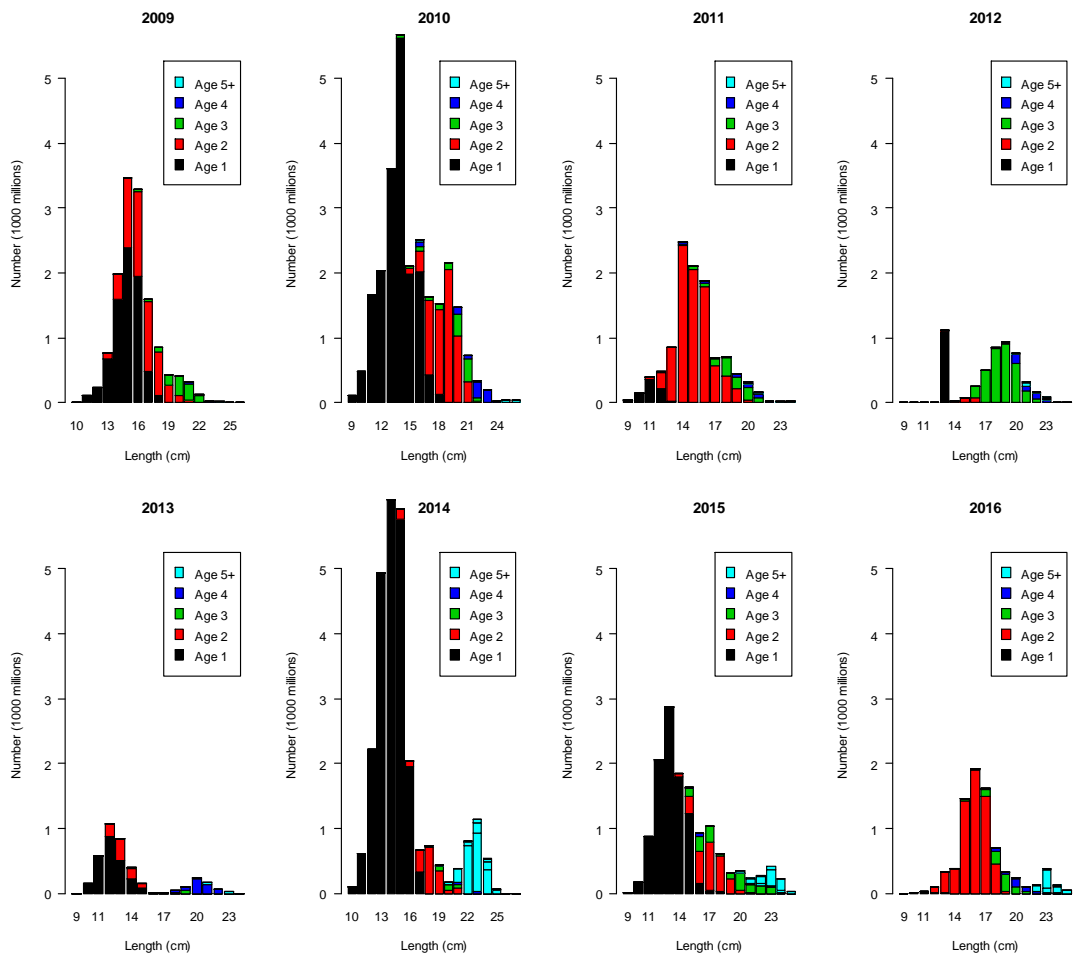 2009
5
4
3
2
1
0
Number (1000 millions)
Age 5+
Age 4
Age 3
Age 2
Age 1
10 13 16 19 22 25
Length (cm)
2010
5
4
3
2
1
0
Number (1000 millions)
Age 5+
Age 4
Age 3
Age 2
Age 1
9 12 15 18 21 24
Length (cm)
2011
5
4
3
2
1
0
Number (1000 millions)
Age 5+
Age 4
Age 3
Age 2
Age 1
9 11 14 17 20 23
Length (cm)
2012
5
4
3
2
1
0
Number (1000 millions)
Age 5+
Age 4
Age 3
Age 2
Age 1
9 11 14 17 20 23
Length (cm)
2013
5
4
3
2
1
0
Number (1000 millions)
Age 5+
Age 4
Age 3
Age 2
Age 1
9 11 14 17 20 23
Length (cm)
2014
5
4
3
2
1
0
Number (1000 millions)
Age 5+
Age 4
Age 3
Age 2
Age 1
10 13 16 19 22 25
Length (cm)
2015
5
4
3
2
1
0
Number (1000 millions)
Age 5+
Age 4
Age 3
Age 2
Age 1
9 11 14 17 20 23
Length (cm)
2016
5
4
3
2
1
0
Number (1000 millions)
Age 5+
Age 4
Age 3
Age 2
Age 1
9 11 14 17 20 23
Length (cm)